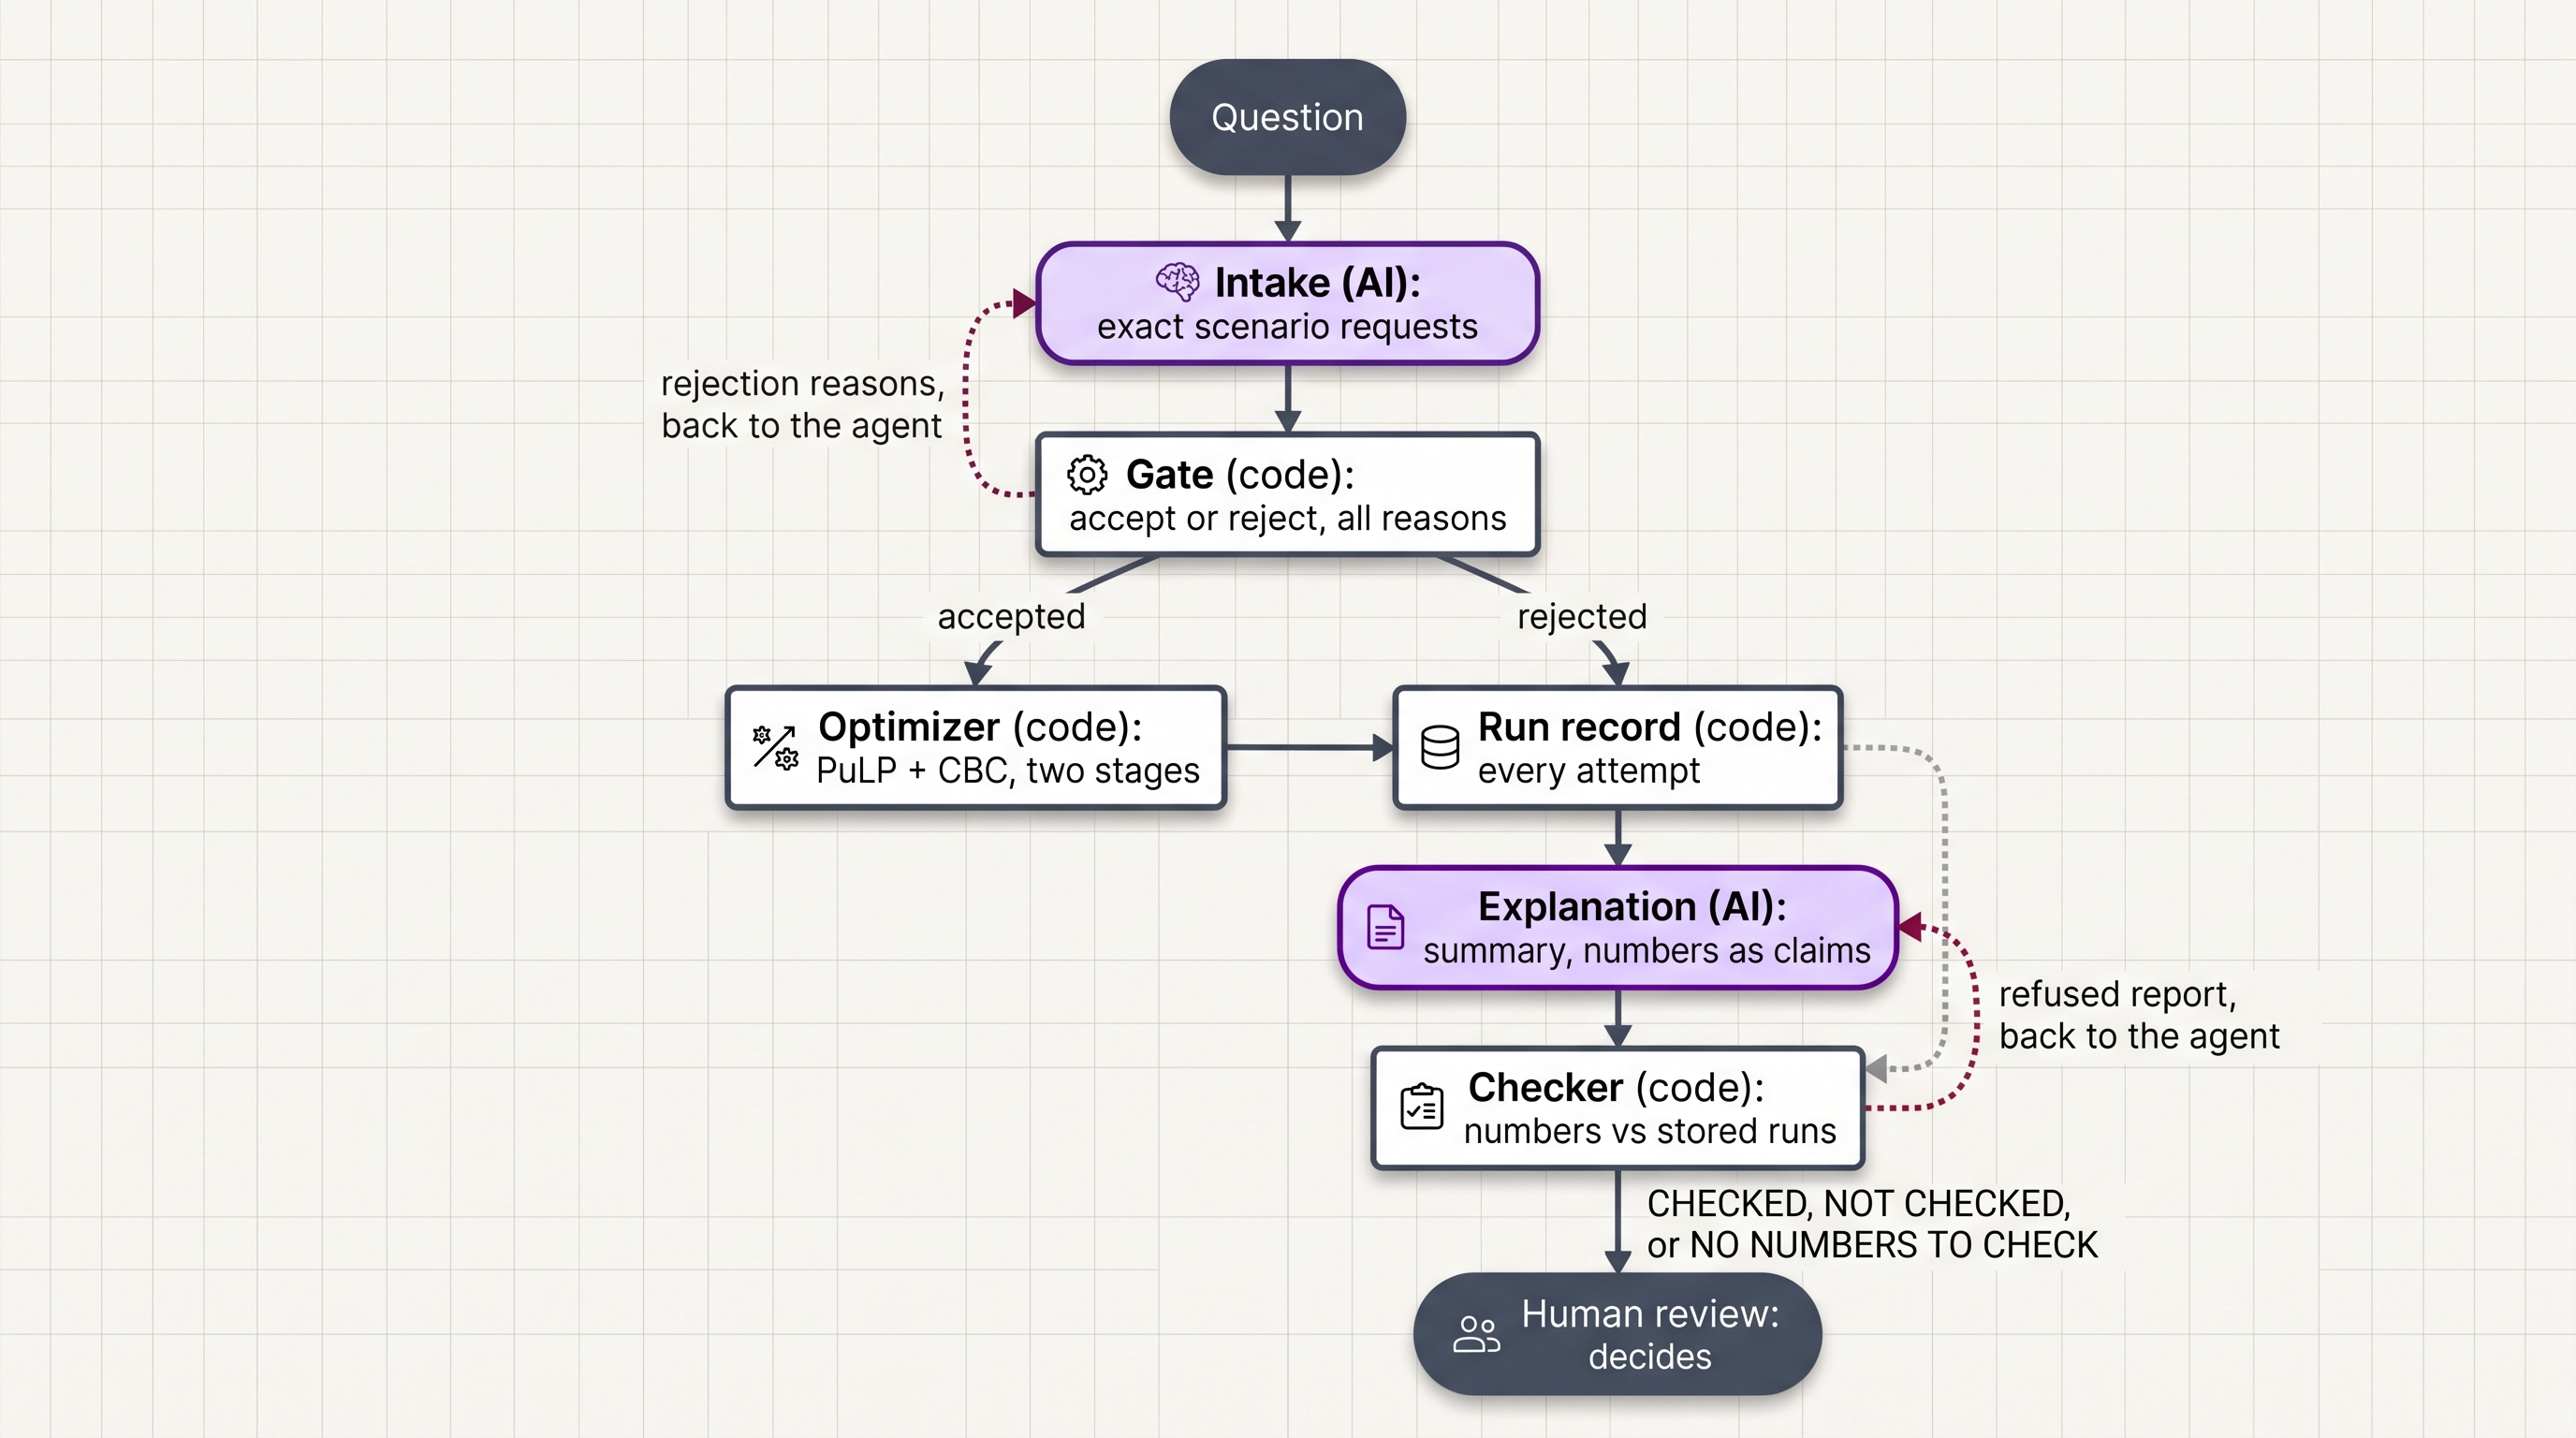 Question
Intake (AI):
exact scenario requests
rejection reasons,
back to the agent
Gate (code):
accept or reject, all reasons
accepted
rejected
Optimizer (code):
PuLP + CBC, two stages
Run record (code):
every attempt
Explanation (AI):
summary, numbers as claims
refused report,
back to the agent
Checker (code):
numbers vs stored runs
CHECKED, NOT CHECKED,
or NO NUMBERS TO CHECK
Human review:
decides